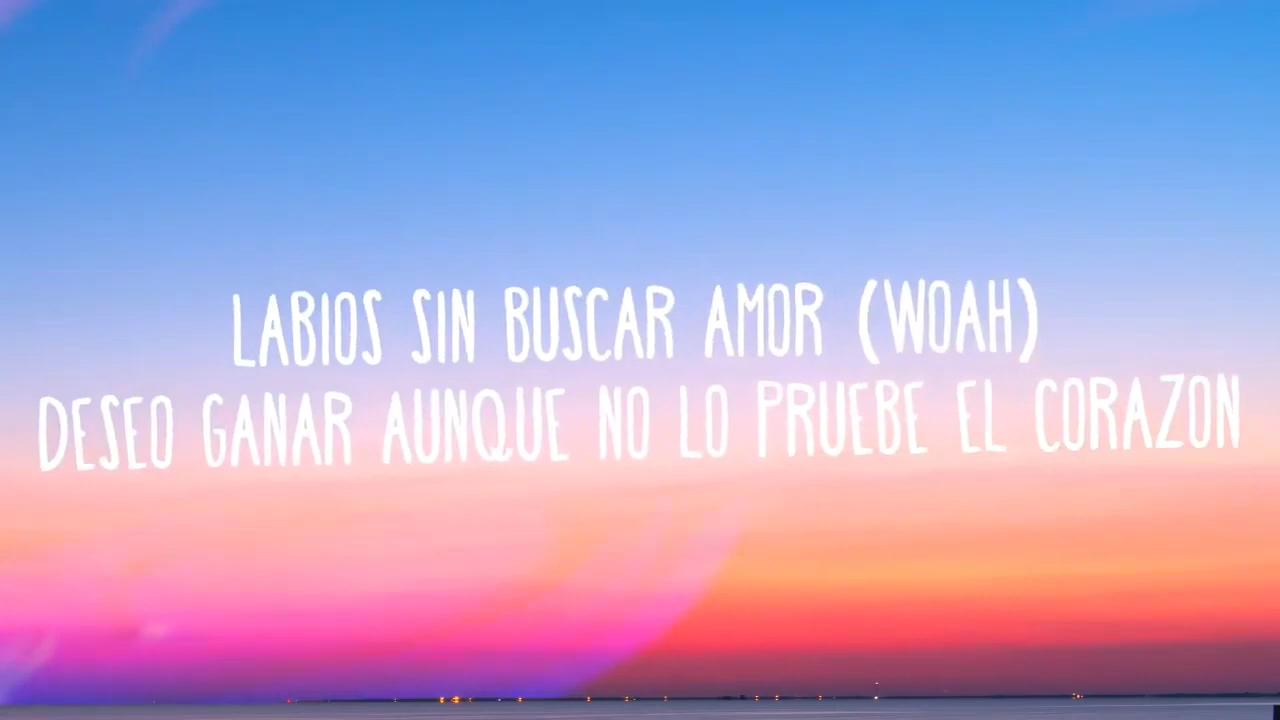 LABIOS SIN BUSCAR AMOR (WOAH)
DESEO GANAR AUNQUE NO LO PRUEBE EL CORAZON